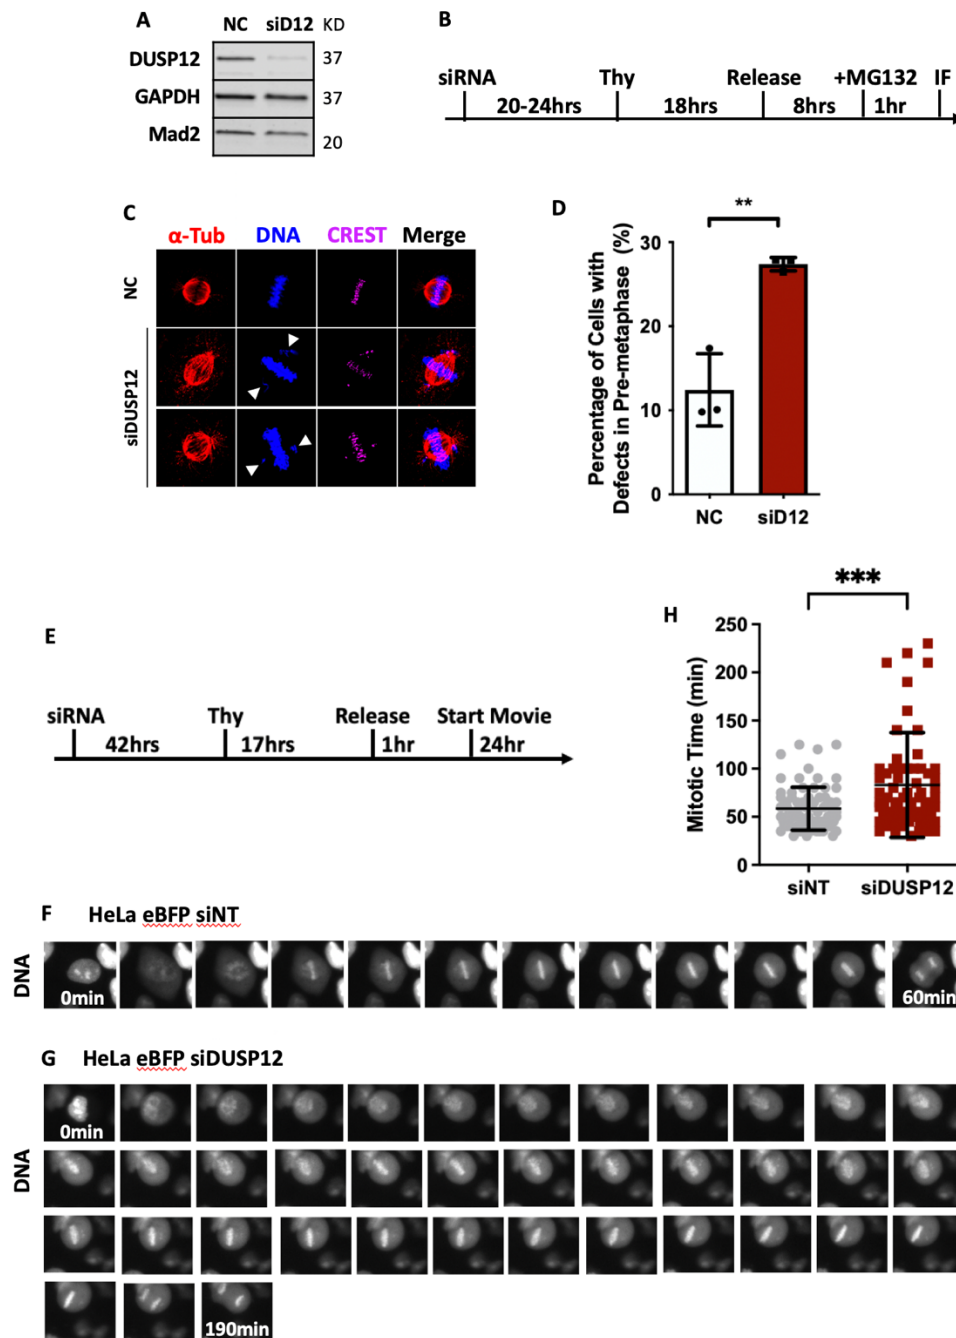 A
NC siD12 KD
DUSP12 37
GAPDH 37
Mad2 20
B
siRNA Thy Release +MG132 IF
20-24hrs 18hrs 8hrs 1hr
C
α-Tub DNA CREST Merge
NC
siDUSP12
D
**
Percentage of Cells with
Defects in Pre-metaphase (%)
30
20
10
0
NC siD12
E
siRNA Thy Release Start Movie
42hrs 17hrs 1hr 24hr
H
***
Mitotic Time (min)
250
200
150
100
50
0
siNT siDUSP12
F HeLa eBFP siNT
DNA
0min 60min
G HeLa eBFP siDUSP12
DNA
0min
190min